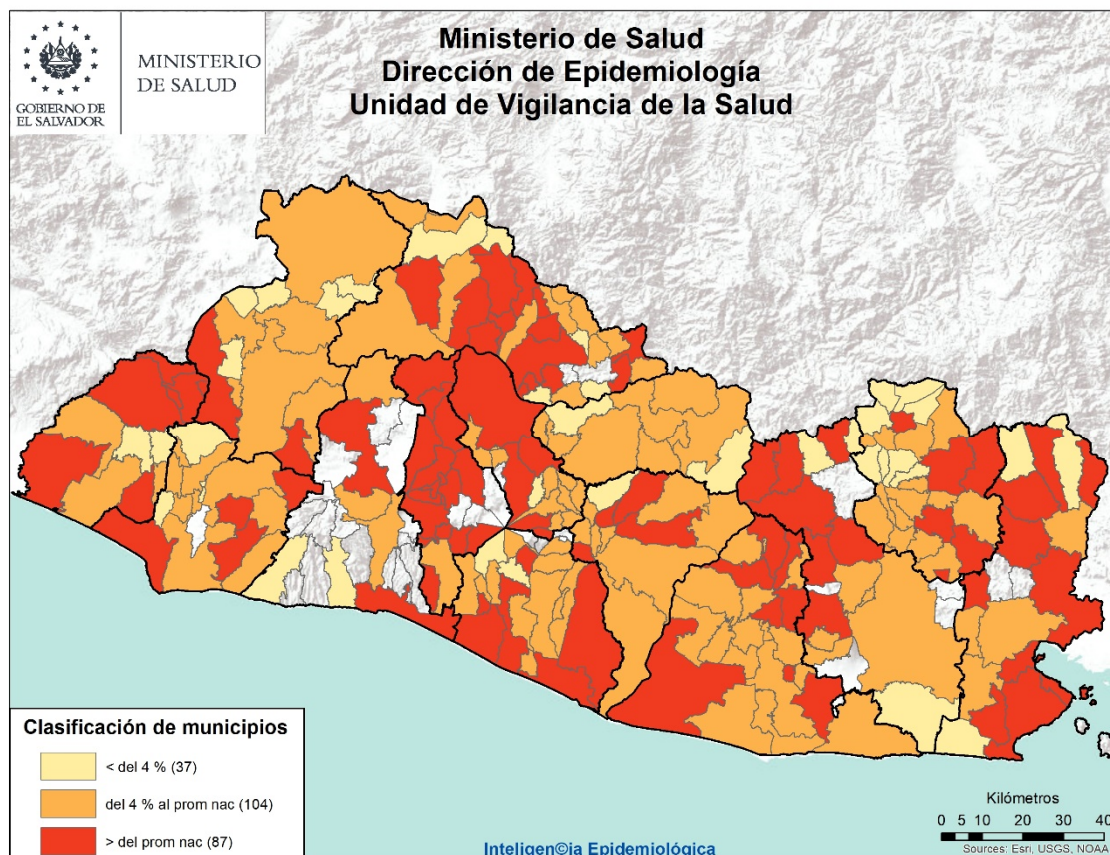 GOBIERNO DE
EL SALVADOR
MINISTERIO
DE SALUD
Ministerio de Salud
Dirección de Epidemiología
Unidad de Vigilancia de la Salud
Clasificación de municipios
< del 4 % (37)
del 4 % al prom nac (104)
> del prom nac (87)
Inteligen©ia Epidemiológica
Kilómetros
0 5 10 20 30 40
Sources: Esri, USGS, NOAA